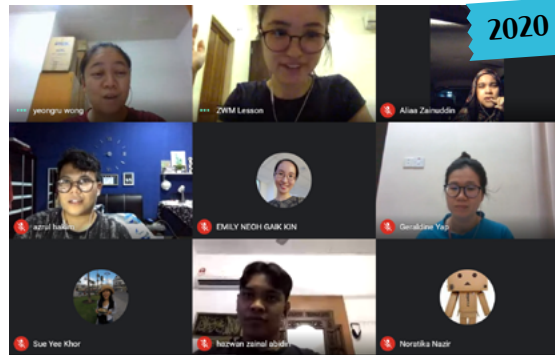 2020
yeongru wong
ZWM Lesson
Aliaa Zainuddin
azrul hakim
EMILY NEOH GAIK KIN
Geraldine Yap
Sue Yee Khor
hazwan zainal abidin
Noratika Nazir